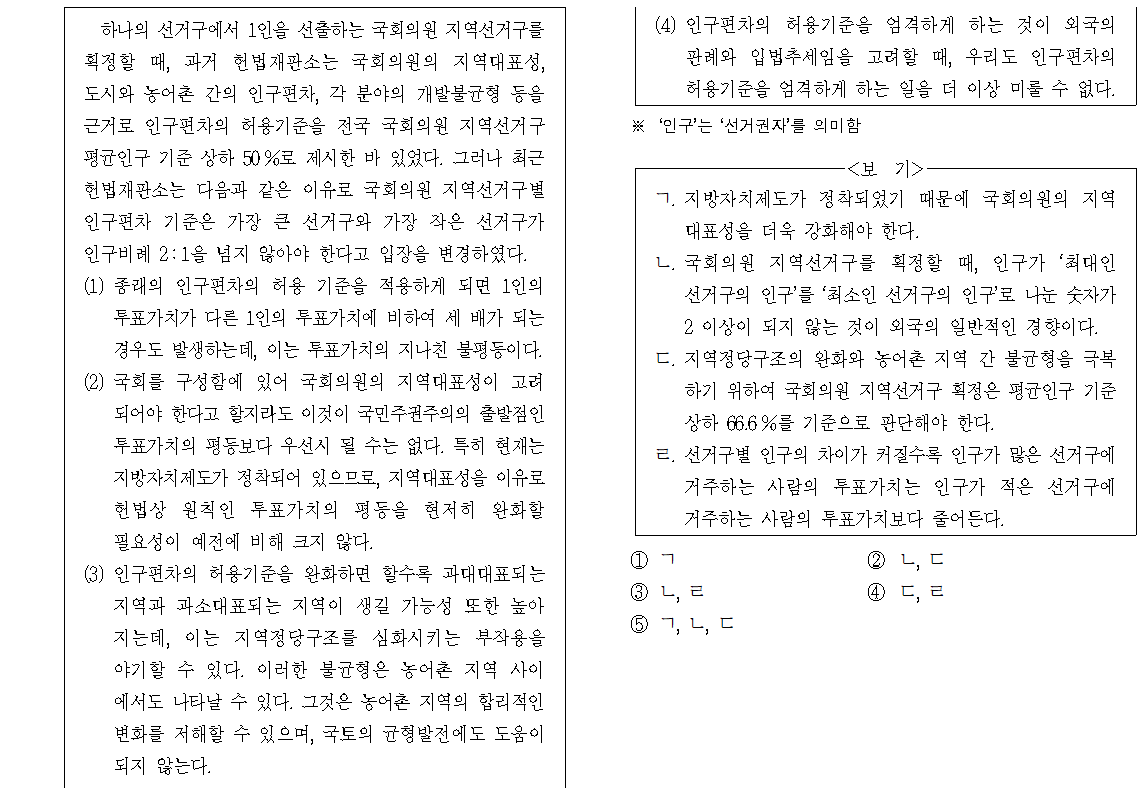 하나의 선거구에서 1인을 선출하는 국회의원 지역선거구를
획정할 때, 과거 헌법재판소는 국회의원의 지역대표성,
도시와 농어촌 간의 인구편차, 각 분야의 개발불균형 등을
근거로 인구편차의 허용기준을 전국 국회의원 지역선거구
평균인구 기준 상하 50%로 제시한 바 있었다. 그러나 최근
헌법재판소는 다음과 같은 이유로 국회의원 지역선거구별
인구편차 기준은 가장 큰 선거구와 가장 작은 선거구가
인구비례 2:1을 넘지 않아야 한다고 입장을 변경하였다.
(1) 종래의 인구편차의 허용 기준을 적용하게 되면 1인의
투표가치가 다른 1인의 투표가치에 비하여 세 배가 되는
경우도 발생하는데, 이는 투표가치의 지나친 불평등이다.
(2) 국회를 구성함에 있어 국회의원의 지역대표성이 고려
되어야 한다고 할지라도 이것이 국민주권주의의 출발점인
투표가치의 평등보다 우선시 될 수는 없다. 특히 현재는
지방자치제도가 정착되어 있으므로, 지역대표성을 이유로
헌법상 원칙인 투표가치의 평등을 현저히 완화할
필요성이 예전에 비해 크지 않다.
(3) 인구편차의 허용기준을 완화하면 할수록 과대대표되는
지역과 과소대표되는 지역이 생길 가능성 또한 높아
지는데, 이는 지역정당구조를 심화시키는 부작용을
야기할 수 있다. 이러한 불균형은 농어촌 지역 사이
에서도 나타날 수 있다. 그것은 농어촌 지역의 합리적인
변화를 저해할 수 있으며, 국토의 균형발전에도 도움이
되지 않는다.
(4) 인구편차의 허용기준을 엄격하게 하는 것이 외국의
판례와 입법추세임을 고려할 때, 우리도 인구편차의
허용기준을 엄격하게 하는 일을 더 이상 미룰 수 없다.
※ '인구'는 '선거권자'를 의미함
<보 기>
ㄱ. 지방자치제도가 정착되었기 때문에 국회의원의 지역
대표성을 더욱 강화해야 한다.
ㄴ. 국회의원 지역선거구를 획정할 때, 인구가 '최대인
선거구의 인구'를 '최소인 선거구의 인구'로 나눈 숫자가
2 이상이 되지 않는 것이 외국의 일반적인 경향이다.
ㄷ. 지역정당구조의 완화와 농어촌 지역 간 불균형을 극복
하기 위하여 국회의원 지역선거구 획정은 평균인구 기준
상하 66.6%를 기준으로 판단해야 한다.
ㄹ. 선거구별 인구의 차이가 커질수록 인구가 많은 선거구에
거주하는 사람의 투표가치는 인구가 적은 선거구에
거주하는 사람의 투표가치보다 줄어든다.
① ㄱ ② ㄴ, ㄷ
③ ㄴ, ㄹ ④ ㄷ, ㄹ
⑤ ㄱ, ㄴ, ㄷ